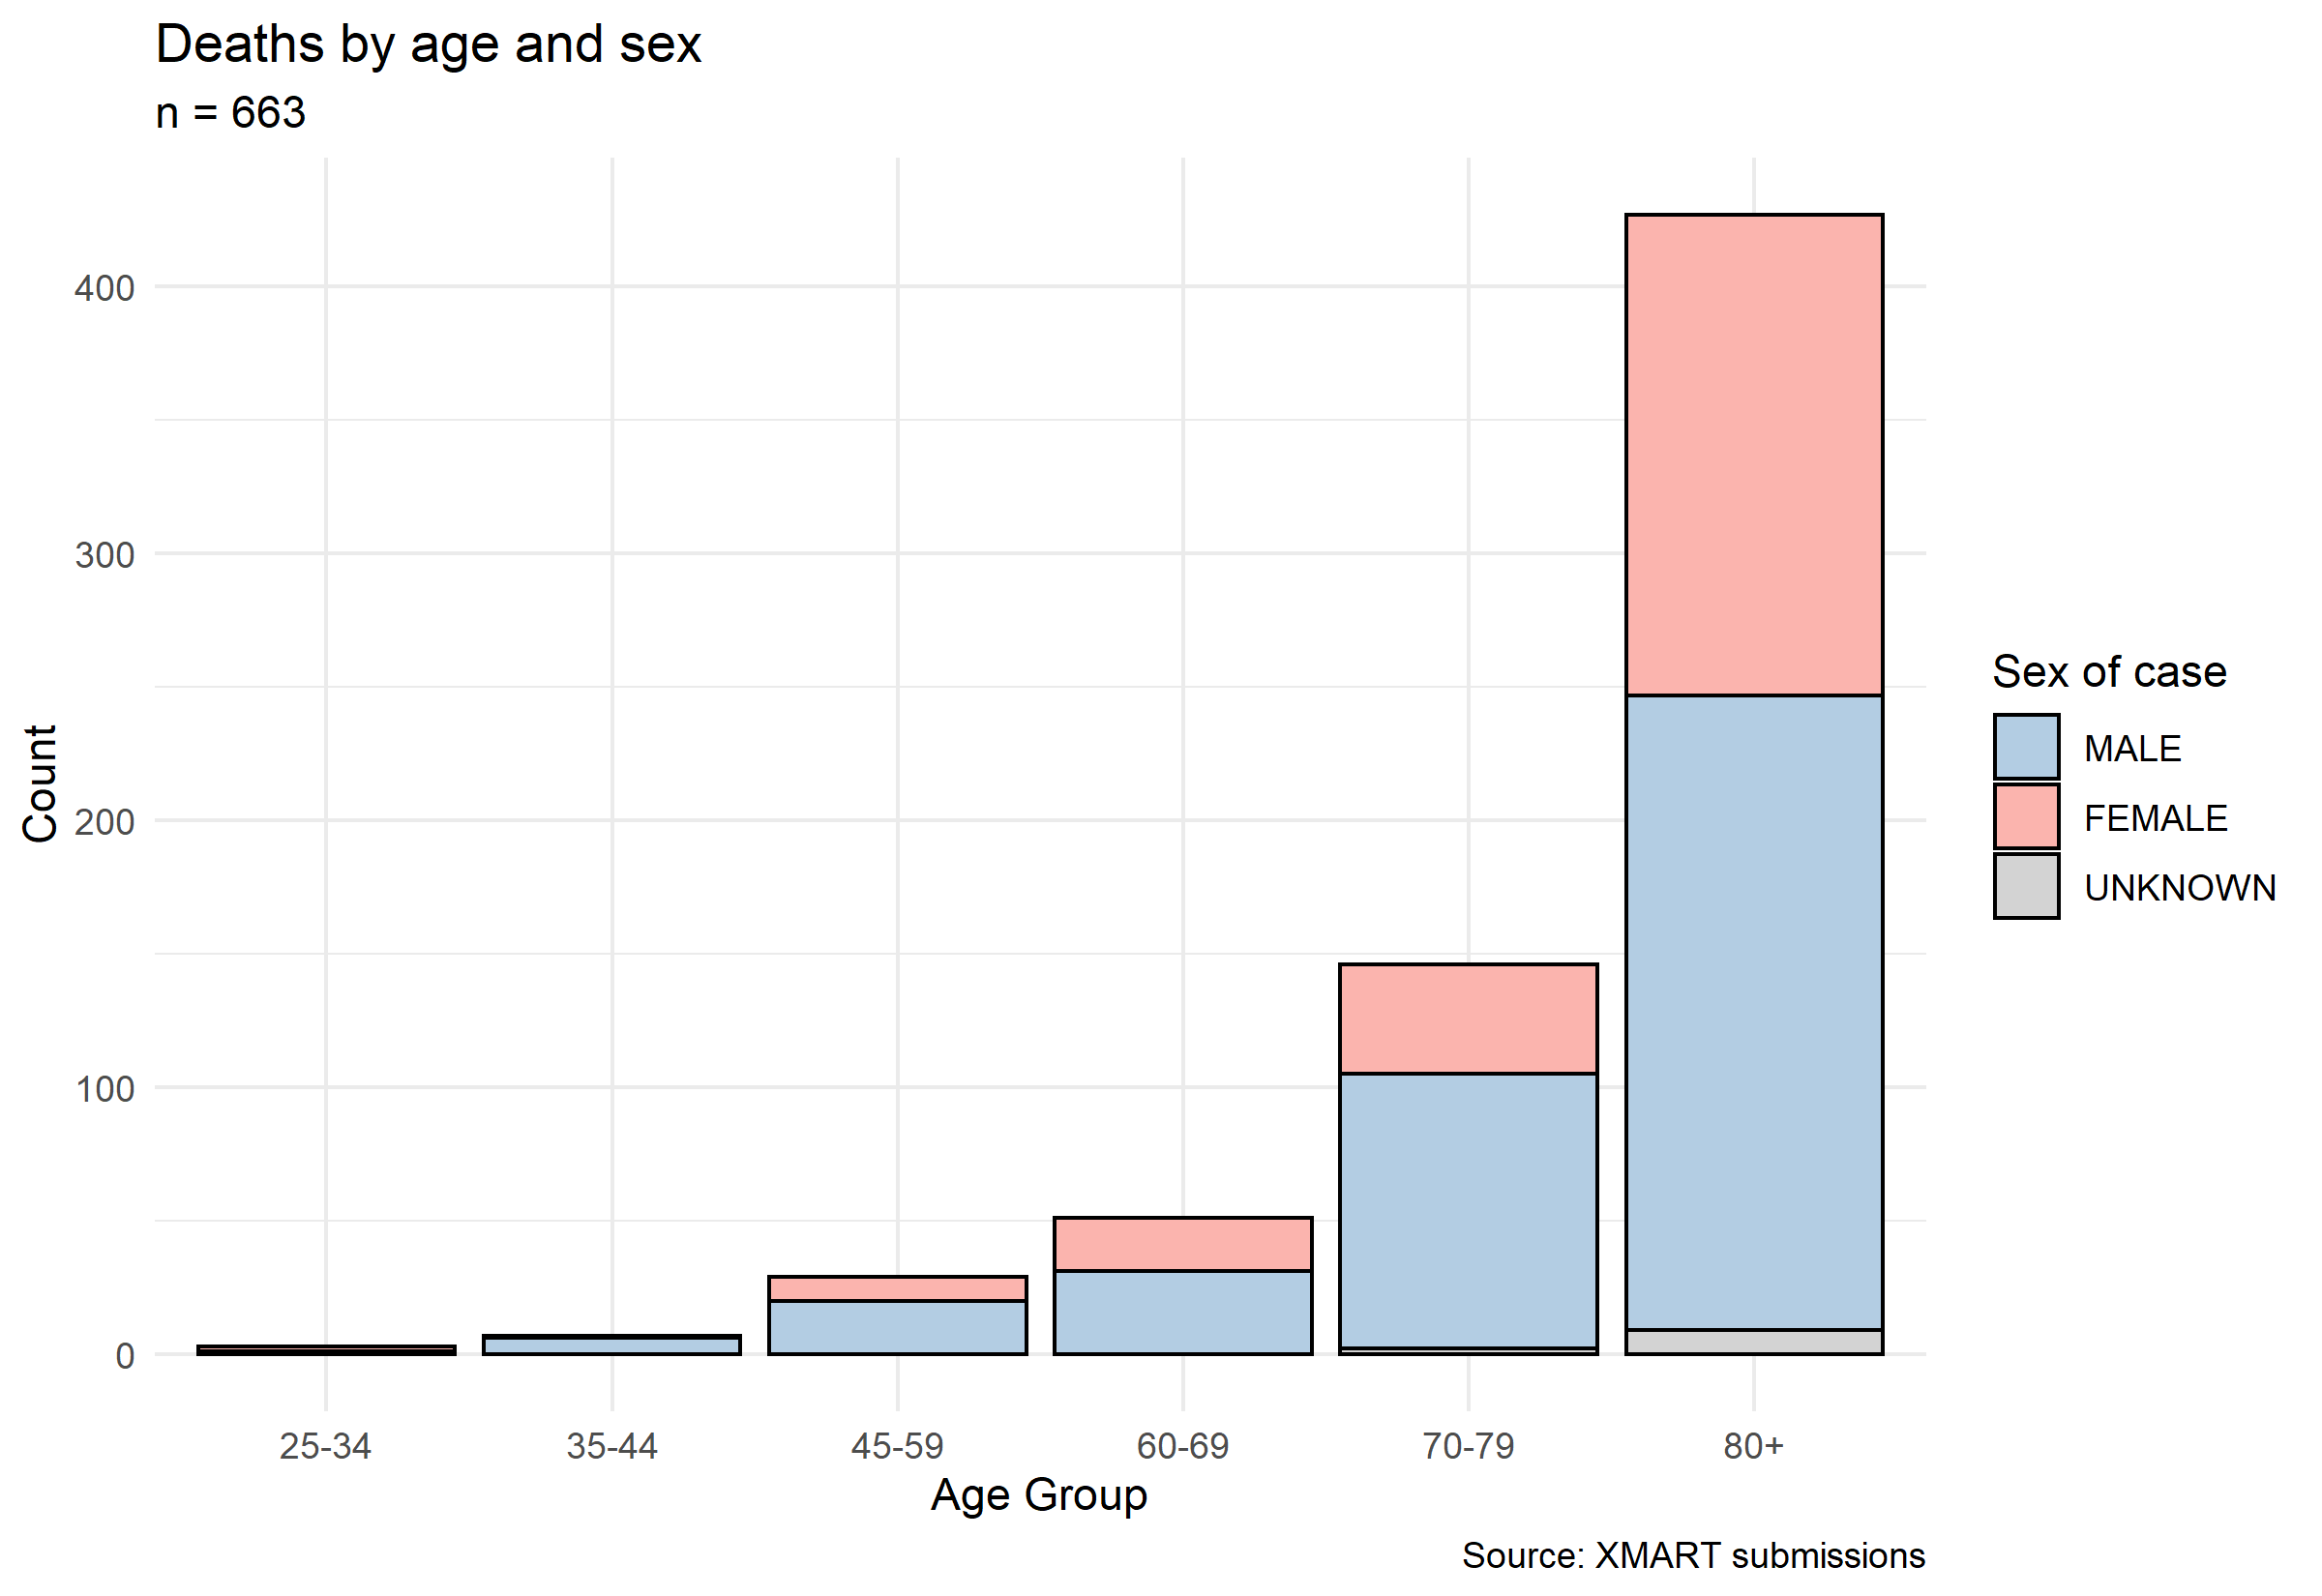 Deaths by age and sex
n = 663
400
300
200
100
0
Count
25-34 35-44 45-59 60-69 70-79 80+
Age Group
Sex of case
MALE
FEMALE
UNKNOWN
Source: XMART submissions